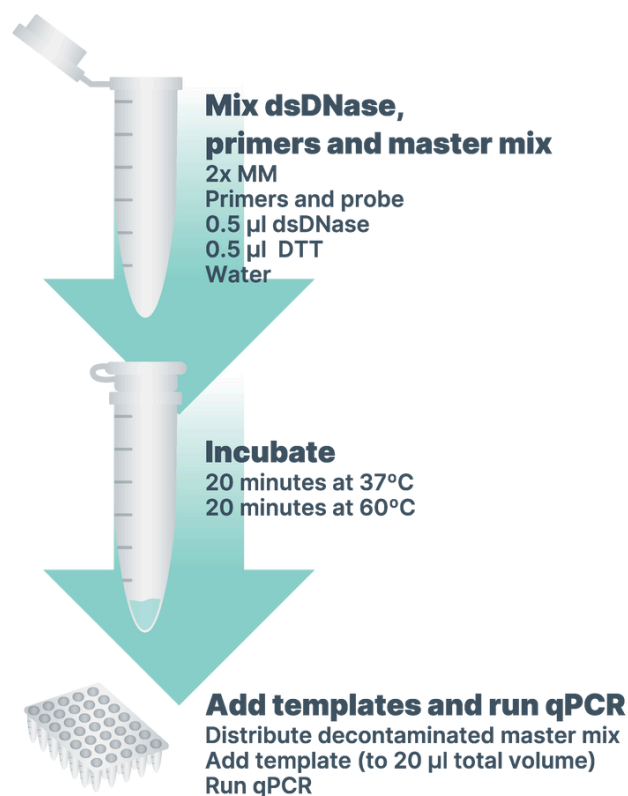 Mix dsDNase,
primers and master mix
2x MM
Primers and probe
0.5 µl dsDNase
0.5 µl DTT
Water
Incubate
20 minutes at 37ºC
20 minutes at 60ºC
Add templates and run qPCR
Distribute decontaminated master mix
Add template (to 20 µl total volume)
Run qPCR